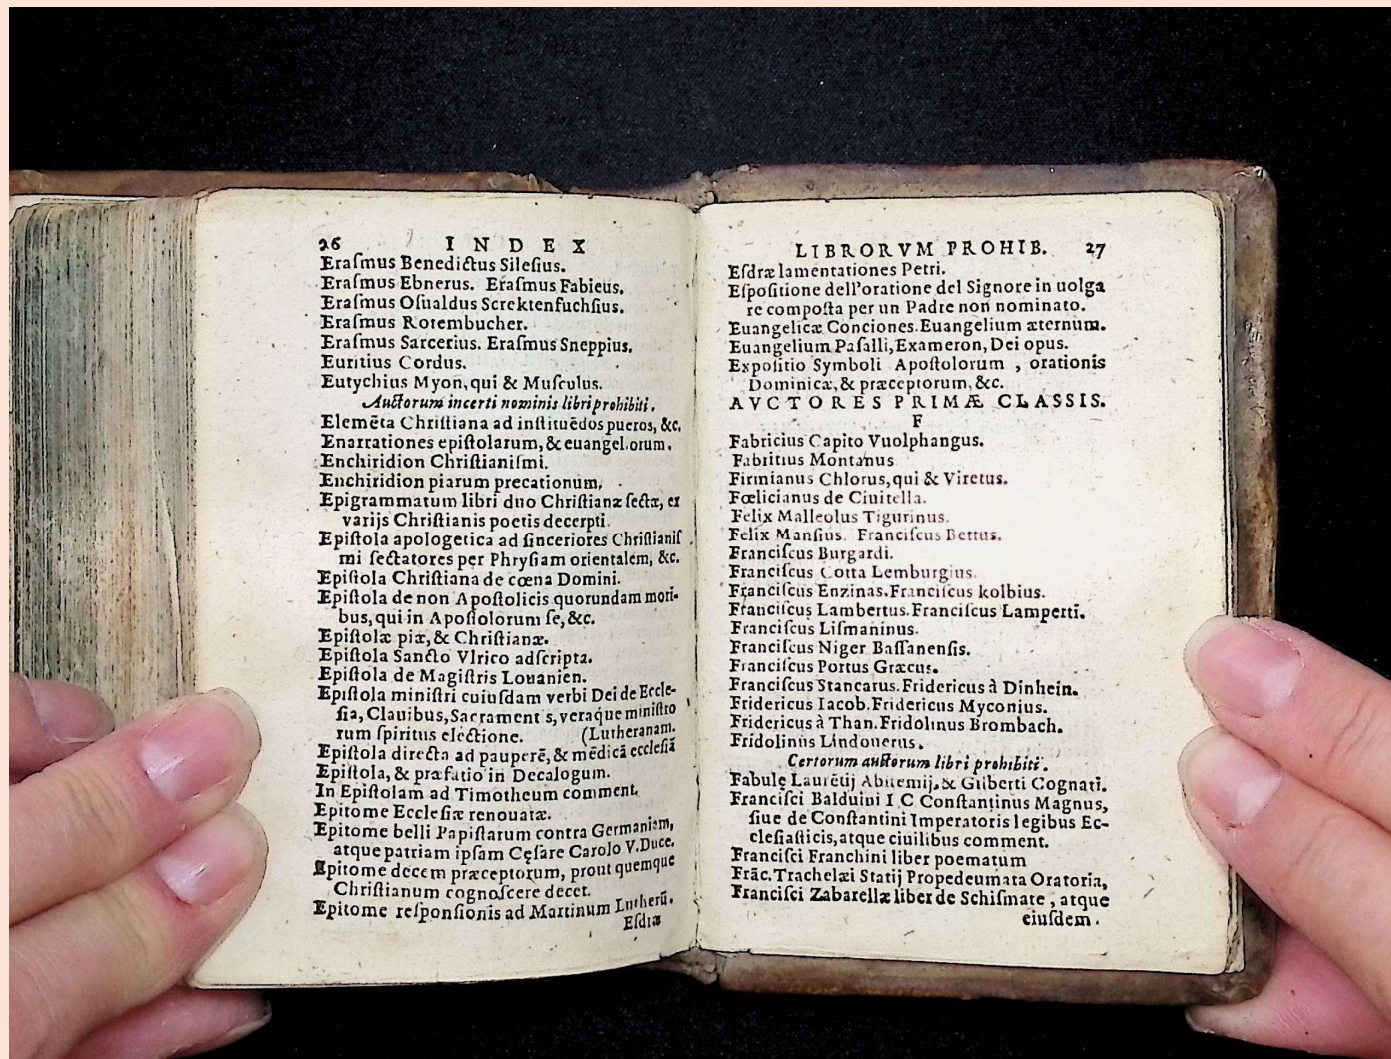 26 INDEX
Eraſmus Benedictus Sileſius.
Eraſmus Ebnerus. Eraſmus Fabieus.
Eraſmus Oſualdus Screktenfuchſius.
Eraſmus Rotembucher.
Eraſmus Sarcerius. Eraſmus Sneppius.
Euritius Cordus.
Eutychius Myon, qui & Muſculus.
Auctorum incerti nominis libri prohibiti.
Elemēta Chriſtiana ad inſtituēdos pueros, &c.
Enarrationes epiſtolarum, & euangel.orum.
Enchiridion Chriſtianiſmi.
Enchiridion piarum precationum,
Epigrammatum libri duo Chriſtianæ ſectæ, ex
varijs Chriſtianis poetis decerpti.
Epiſtola apologetica ad ſinceriores Chriſtianiſ
mi ſectatores per Phryſiam orientalem, &c.
Epiſtola Chriſtiana de cœna Domini.
Epiſtola de non Apoſtolicis quorundam mori-
bus, qui in Apoſtolorum ſe, &c.
Epiſtolæ piæ, & Chriſtianæ.
Epiſtola Sancto Vlrico adſcripta.
Epiſtola de Magiſtris Louanien.
Epiſtola miniſtri cuiuſdam verbi Dei de Eccle-
ſia, Clauibus, Sacrament s, veraque miniſtro
rum ſpiritus electione. (Lutheranam.
Epiſtola directa ad pauperē, & mēdicā eccleſiā
Epiſtola, & præfatio in Decalogum.
In Epiſtolam ad Timotheum comment.
Epitome Eccleſiæ renouatæ.
Epitome belli Papiſtarum contra Germaniam,
atque patriam ipſam Cęſare Carolo V. Duce.
Epitome decem præceptorum, prout quemque
Chriſtianum cognoſcere decet.
Epitome reſponſionis ad Martinum Lutherū.
Eſdræ
LIBRORVM PROHIB. 27
Eſdræ lamentationes Petri.
Eſpoſitione dell'oratione del Signore in uolga
re compoſta per un Padre non nominato.
Euangelicæ Conciones. Euangelium æternum.
Euangelium Paſalli, Exameron, Dei opus.
Expoſitio Symboli Apoſtolorum, orationis
Dominicæ, & præceptorum, &c.
AVCTORES PRIMÆ CLASSIS.
F
Fabricius Capito Vuolphangus.
Fabritius Montanus
Firmianus Chlorus, qui & Viretus.
Fœlicianus de Ciuitella.
Felix Malleolus Tigurinus.
Felix Manſius. Franciſcus Bettus.
Franciſcus Burgardi.
Franciſcus Cotta Lemburgius.
Franciſcus Enzinas. Franciſcus kolbius.
Franciſcus Lambertus. Franciſcus Lamperti.
Franciſcus Liſmaninus.
Franciſcus Niger Baſſanenſis.
Franciſcus Portus Græcus.
Franciſcus Stancarus. Fridericus à Dinhein.
Fridericus Iacob. Fridericus Myconius.
Fridericus à Than. Fridolinus Brombach.
Fridolinus Lindouerus.
Certorum auctorum libri prohibiti.
Fabulę Laurētij Abſtemij, & Gilberti Cognati.
Franciſci Balduini I C Conſtantinus Magnus,
ſiue de Conſtantini Imperatoris legibus Ec-
cleſiaſticis, atque ciuilibus comment.
Franciſci Franchini liber poematum
Frāc. Trachelæi Statij Propedeumata Oratoria,
Franciſci Zabarellæ liber de Schiſmate, atque
eiuſdem.